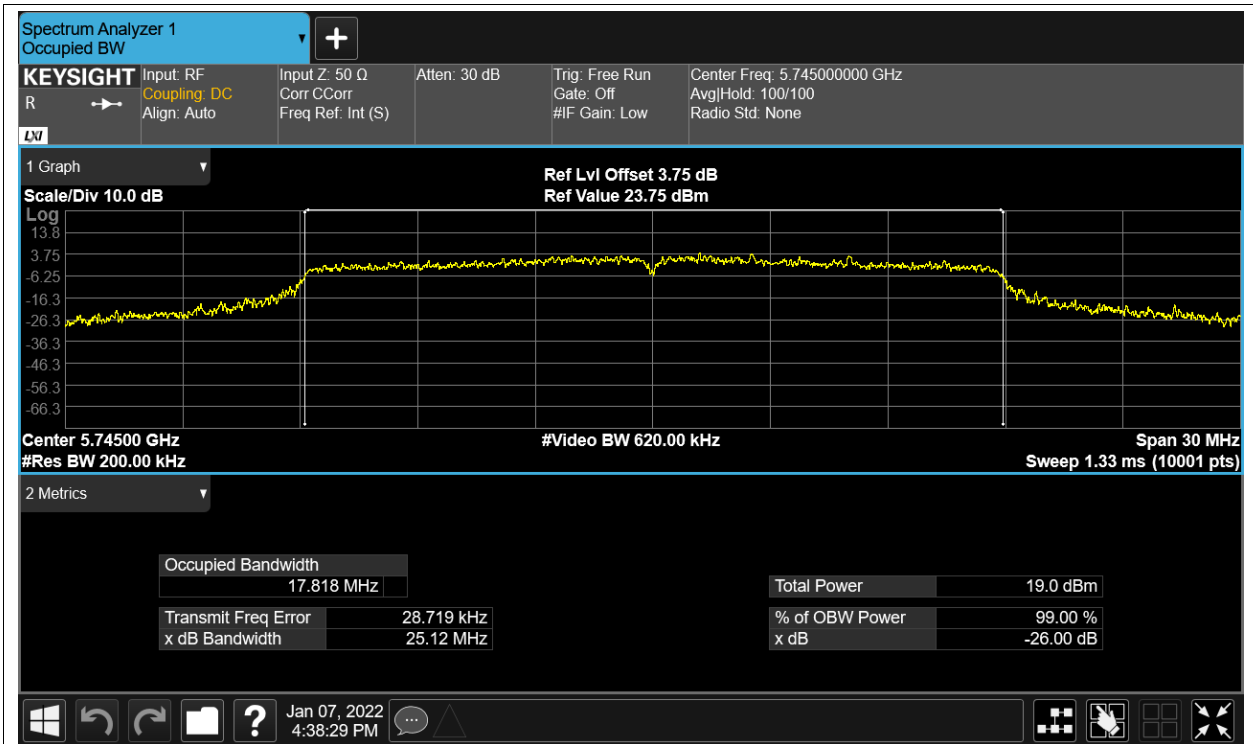 Spectrum Analyzer 1
Occupied BW
KEYSIGHT
R
LXI
Input: RF
Coupling: DC
Align: Auto
Input Z: 50 Ω
Corr CCorr
Freq Ref: Int (S)
Atten: 30 dB
Trig: Free Run
Gate: Off
#IF Gain: Low
Center Freq: 5.745000000 GHz
Avg|Hold: 100/100
Radio Std: None
1 Graph
Scale/Div 10.0 dB
Ref Lvl Offset 3.75 dB
Ref Value 23.75 dBm
Log
13.8
3.75
-6.25
-16.3
-26.3
-36.3
-46.3
-56.3
-66.3
Center 5.74500 GHz
#Video BW 620.00 kHz
Span 30 MHz
#Res BW 200.00 kHz
Sweep 1.33 ms (10001 pts)
2 Metrics
Occupied Bandwidth
17.818 MHz
Total Power 19.0 dBm
Transmit Freq Error 28.719 kHz
% of OBW Power 99.00 %
x dB Bandwidth 25.12 MHz
x dB -26.00 dB
?
Jan 07, 2022
4:38:29 PM